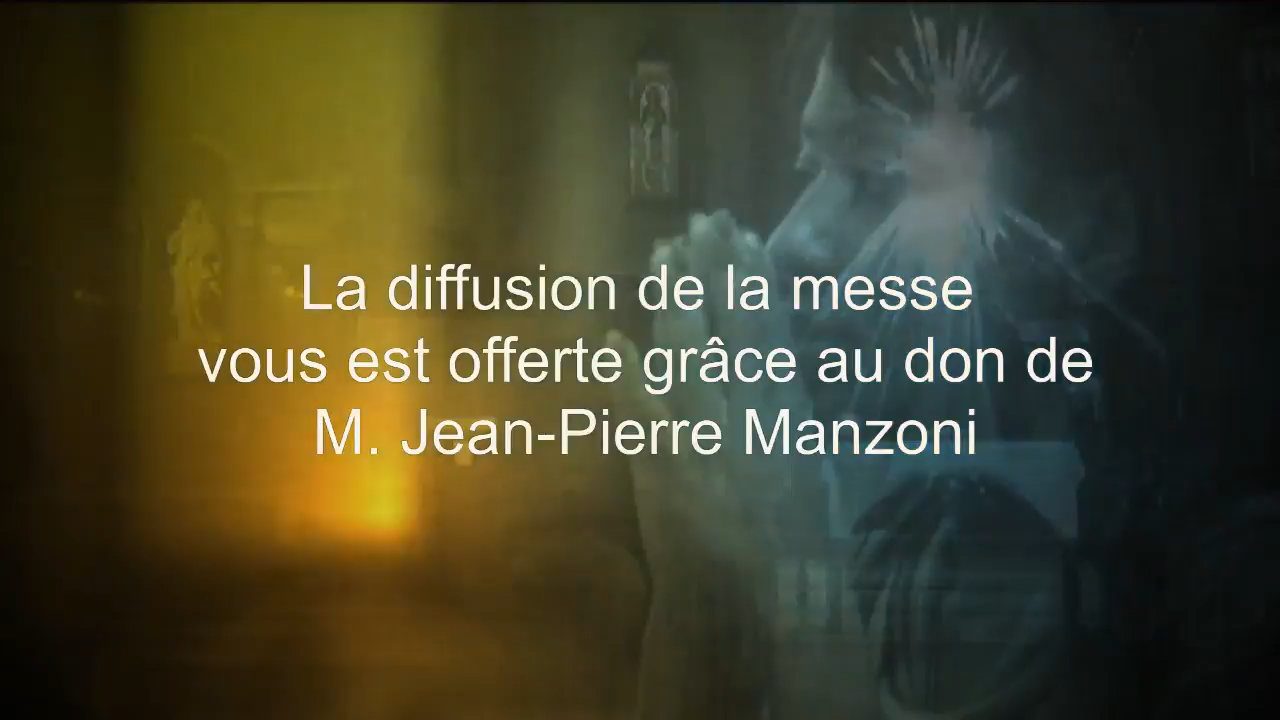 La diffusion de la messe
vous est offerte grâce au don de
M. Jean-Pierre Manzoni